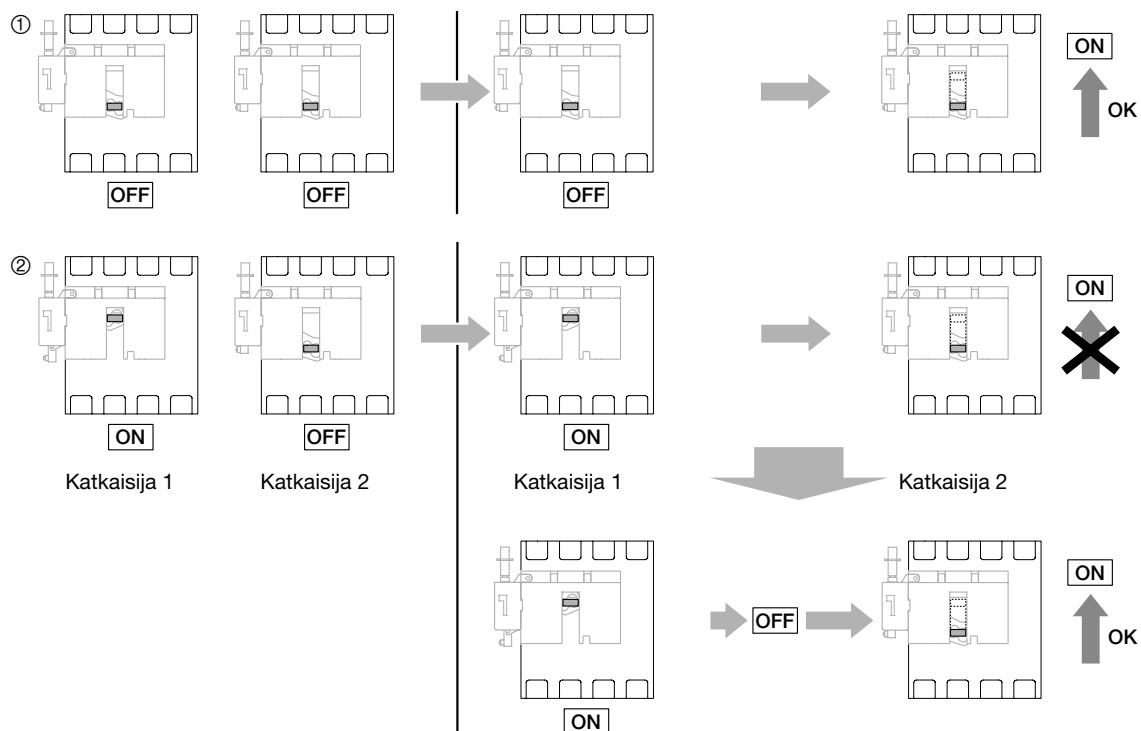 ①
ON
OK
OFF OFF OFF
②
ON
ON OFF ON
Katkaisija 1 Katkaisija 2 Katkaisija 1 Katkaisija 2
ON
OFF
OK
ON